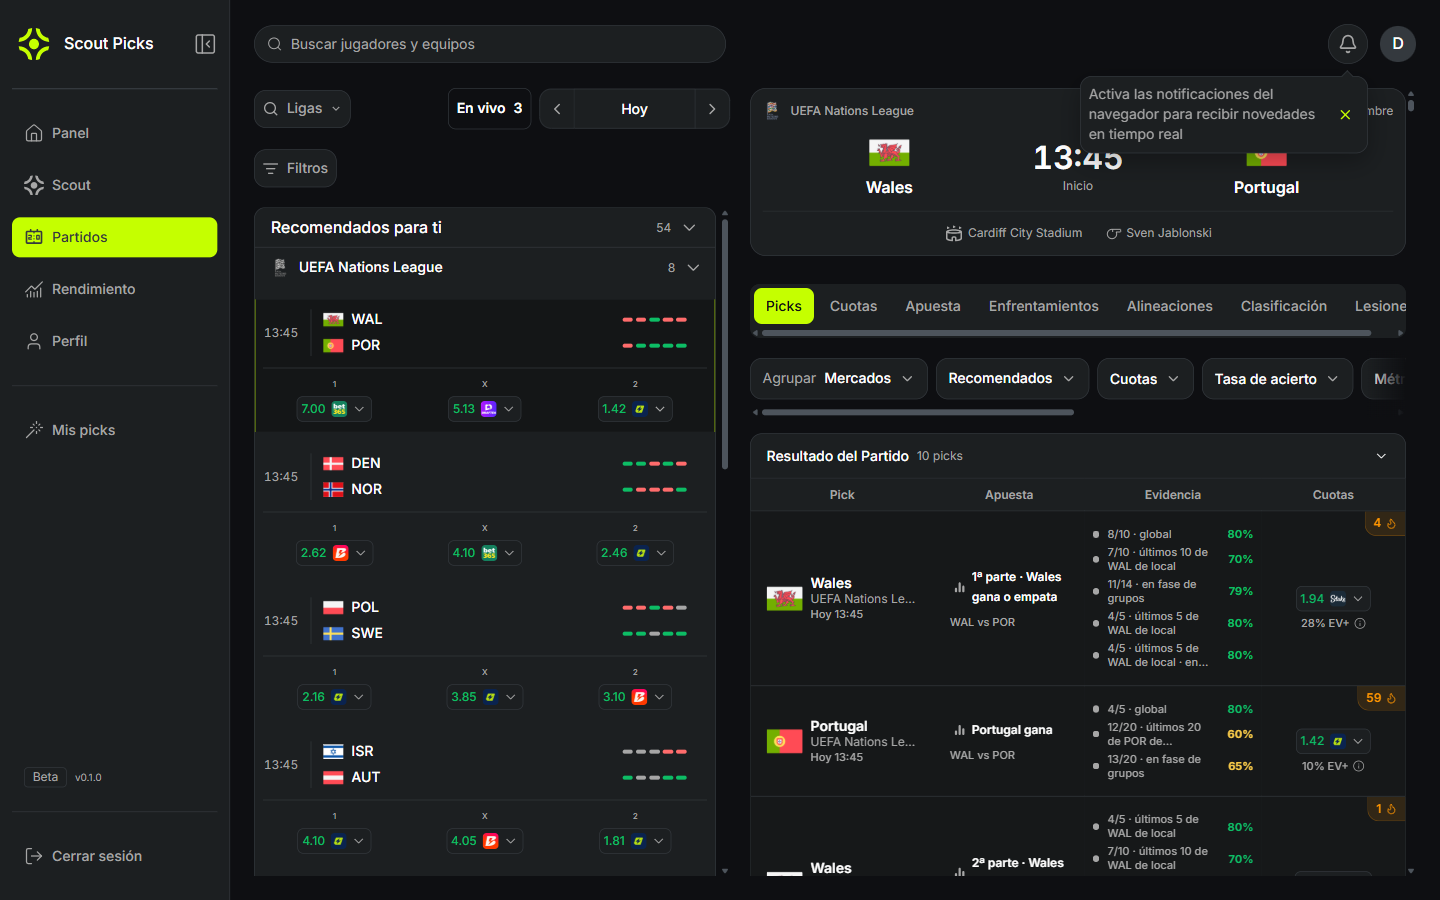 Scout Picks
Panel
Scout
Partidos
Rendimiento
Perfil
Mis picks
Beta
v0.1.0
Cerrar sesión
Buscar jugadores y equipos
D
Activa las notificaciones del
navegador para recibir novedades
en tiempo real
Ligas
En vivo 3
Hoy
Filtros
Recomendados para ti
54
UEFA Nations League
8
13:45
WAL
POR
1
X
2
7.00
bet365
5.13
1.42
13:45
DEN
NOR
1
X
2
2.62
4.10
bet365
2.46
13:45
POL
SWE
1
X
2
2.16
3.85
3.10
13:45
ISR
AUT
1
X
2
4.10
4.05
1.81
UEFA Nations League
mbre
Wales
13:45
Inicio
Portugal
Cardiff City Stadium
Sven Jablonski
Picks
Cuotas
Apuesta
Enfrentamientos
Alineaciones
Clasificación
Lesione
Agrupar Mercados
Recomendados
Cuotas
Tasa de acierto
Métr
Resultado del Partido 10 picks
Pick
Apuesta
Evidencia
Cuotas
4
Wales
UEFA Nations Le...
Hoy 13:45
1ª parte · Wales
gana o empata
WAL vs POR
8/10 · global
80%
7/10 · últimos 10 de
WAL de local
70%
11/14 · en fase de
grupos
79%
4/5 · últimos 5 de
WAL de local
80%
4/5 · últimos 5 de
WAL de local · en...
80%
1.94 Stake
28% EV+
59
Portugal
UEFA Nations Le...
Hoy 13:45
Portugal gana
WAL vs POR
4/5 · global
80%
12/20 · últimos 20
de POR de...
60%
13/20 · en fase de
grupos
65%
1.42
10% EV+
1
Wales
2ª parte · Wales
4/5 · últimos 5 de
WAL de local
80%
7/10 · últimos 10 de
WAL de local
70%